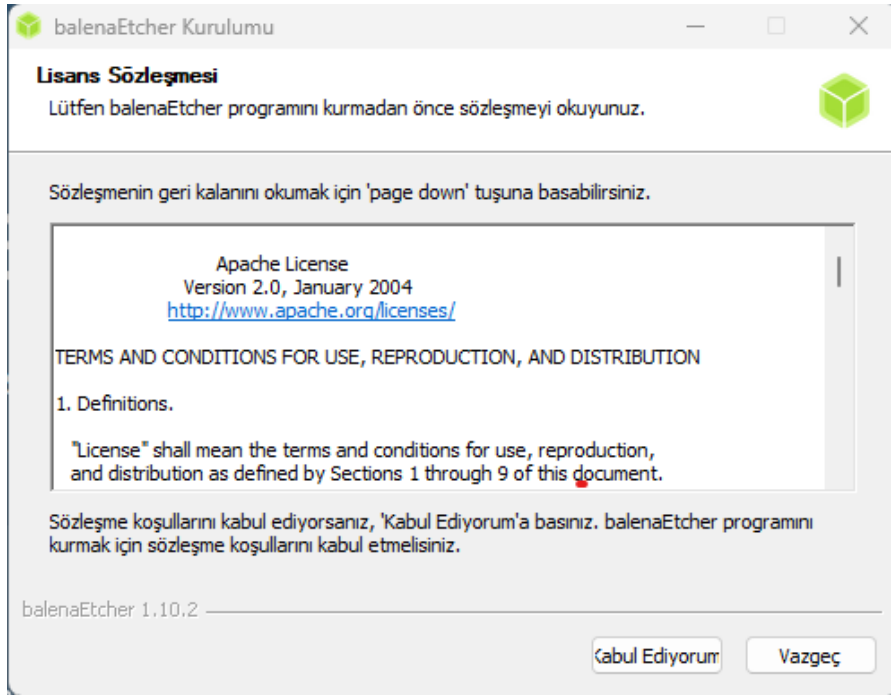 balenaEtcher Kurulumu
Lisans Sözleşmesi
Lütfen balenaEtcher programını kurmadan önce sözleşmeyi okuyunuz.
Sözleşmenin geri kalanını okumak için 'page down' tuşuna basabilirsiniz.
Apache License
Version 2.0, January 2004
http://www.apache.org/licenses/
TERMS AND CONDITIONS FOR USE, REPRODUCTION, AND DISTRIBUTION
1. Definitions.
"License" shall mean the terms and conditions for use, reproduction,
and distribution as defined by Sections 1 through 9 of this document.
Sözleşme koşullarını kabul ediyorsanız, 'Kabul Ediyorum'a basınız. balenaEtcher programını
kurmak için sözleşme koşullarını kabul etmelisiniz.
balenaEtcher 1.10.2
Kabul Ediyorum
Vazgeç